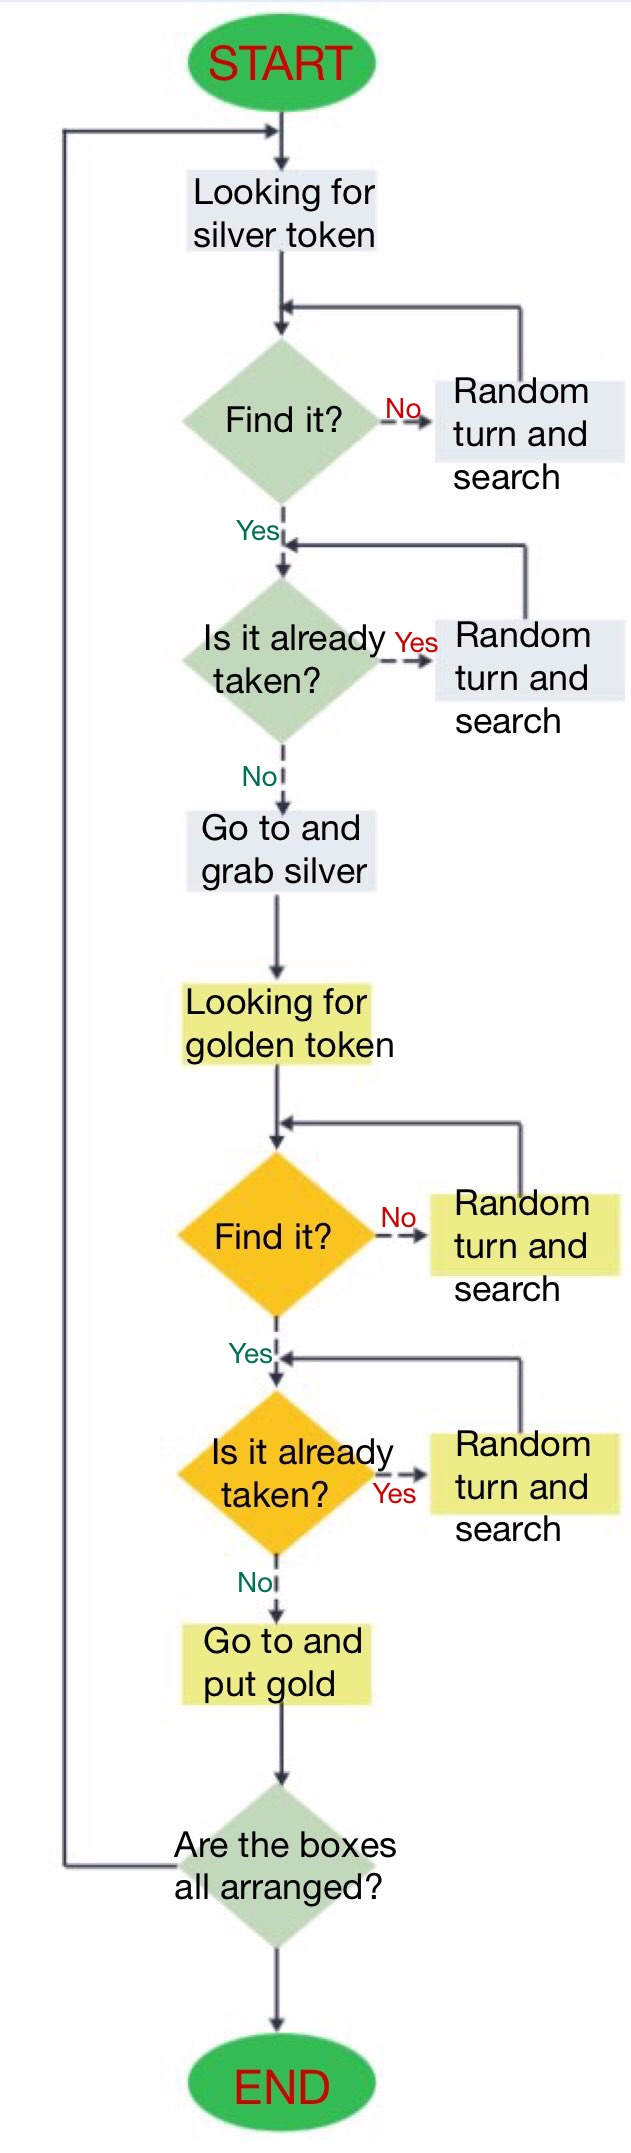 START
Looking for
silver token
Find it?
No
Random
turn and
search
Yes
Is it already
taken?
Yes
Random
turn and
search
No
Go to and
grab silver
Looking for
golden token
Find it?
No
Random
turn and
search
Yes
Is it already
taken?
Yes
Random
turn and
search
No
Go to and
put gold
Are the boxes
all arranged?
END